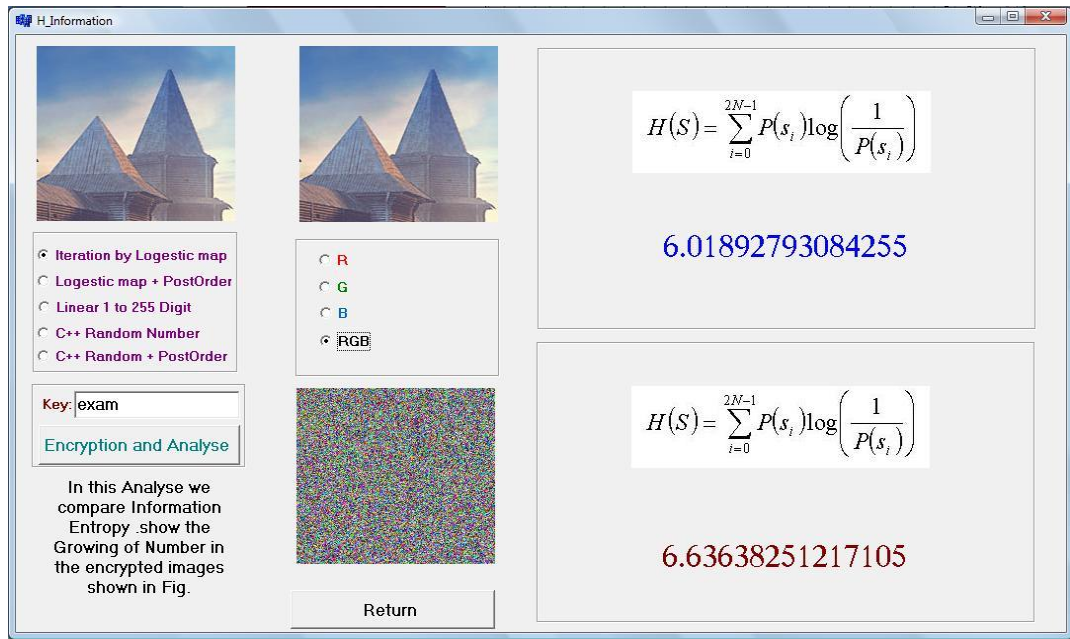 H_Information
Iteration by Logestic map
Logestic map + PostOrder
Linear 1 to 255 Digit
C++ Random Number
C++ Random + PostOrder
Key: exam
Encryption and Analyse
In this Analyse we
compare Information
Entropy .show the
Growing of Number in
the encrypted images
shown in Fig.
R
G
B
RGB
Return
H(S) = ∑_{i=0}^{2N-1} P(s_i) log(1 / P(s_i))
6.01892793084255
H(S) = ∑_{i=0}^{2N-1} P(s_i) log(1 / P(s_i))
6.63638251217105